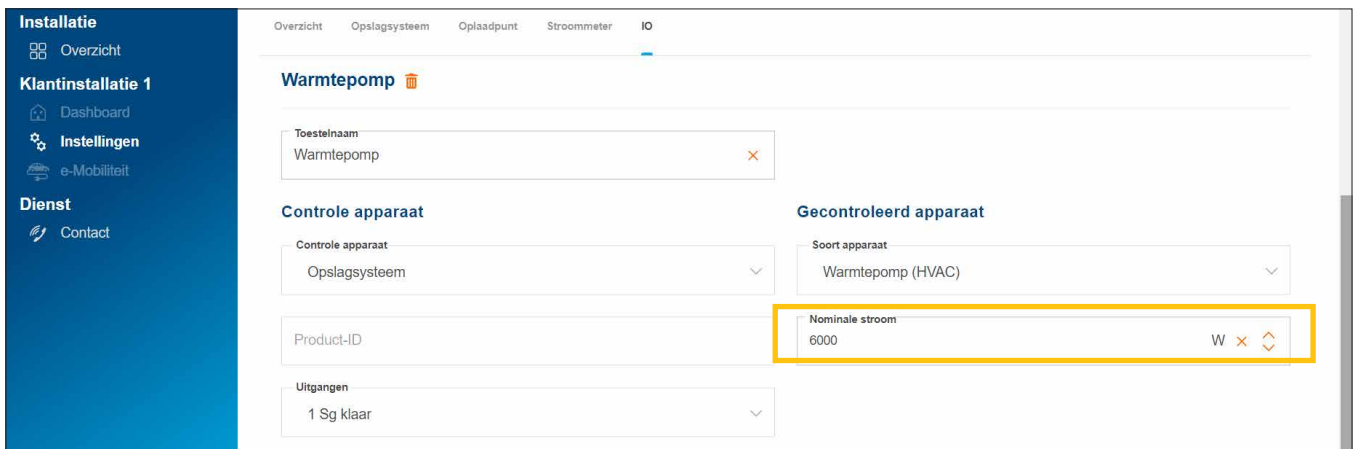 Installatie
Overzicht
Klantinstallatie 1
Dashboard
Instellingen
e-Mobiliteit
Dienst
Contact
Overzicht Opslagsysteem Oplaadpunt Stroommeter IO
Warmtepomp
Toestelnaam
Warmtepomp
Controle apparaat Gecontroleerd apparaat
Controle apparaat Soort apparaat
Opslagsysteem Warmtepomp (HVAC)
Nominale stroom
Product-ID 6000 W
Uitgangen
1 Sg klaar